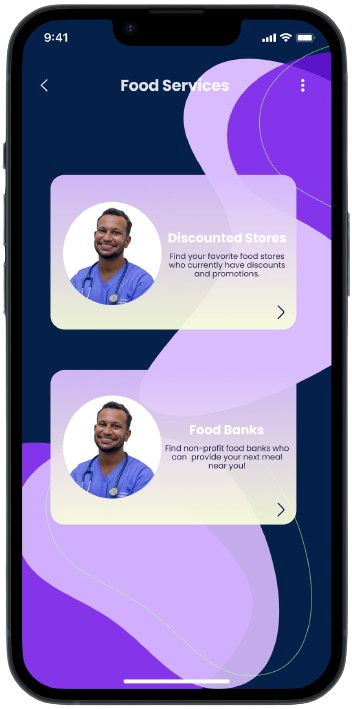 9:41
Food Services
Discounted Stores
Find your favorite food stores
who currently have discounts
and promotions.
Food Banks
Find non-profit food banks who
can provide your next meal
near you!